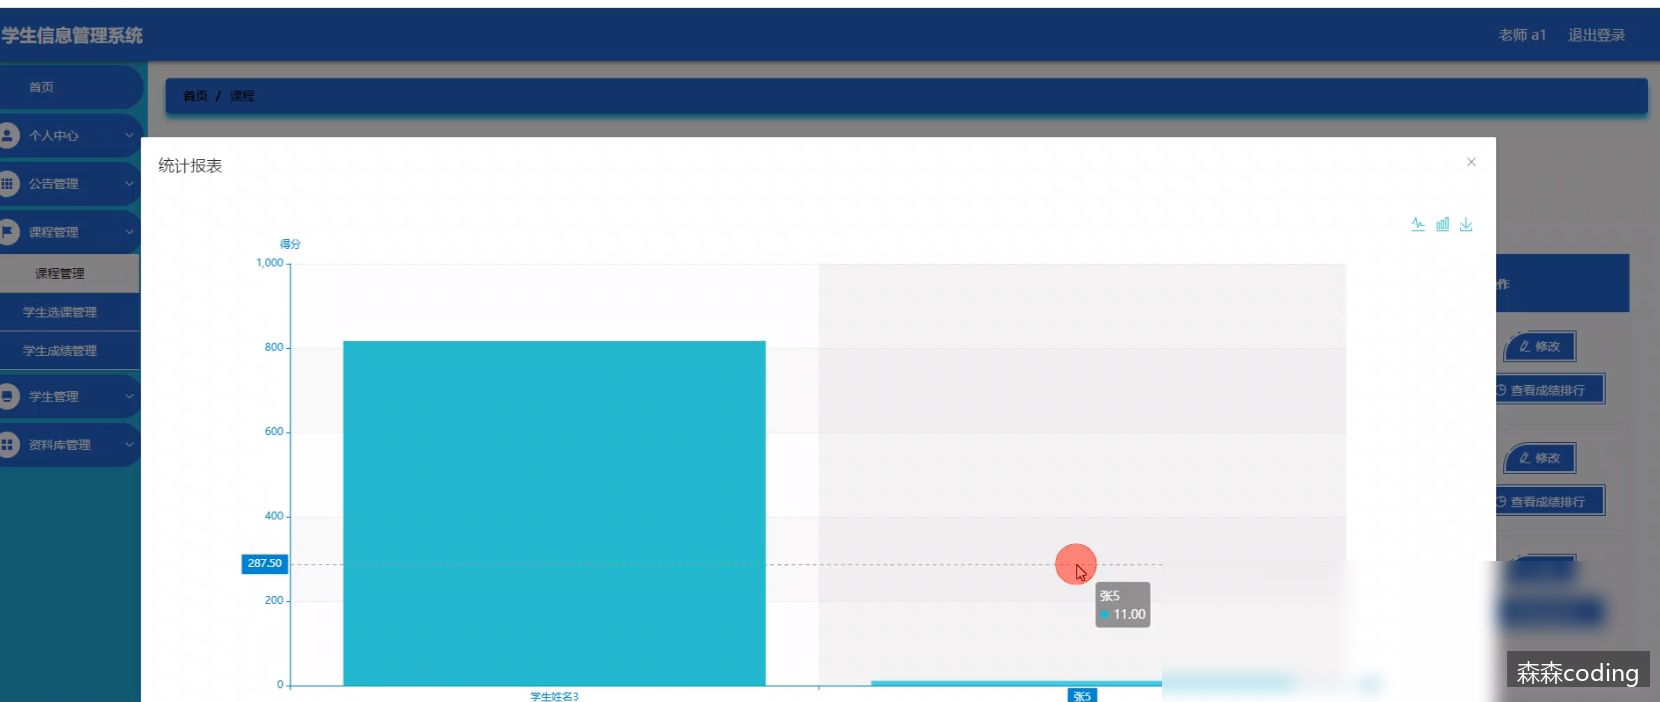 学生信息管理系统
老师 a1 退出登录
首页
首页 / 课程
个人中心
公告管理
课程管理
课程管理
学生选课管理
学生成绩管理
学生管理
资料库管理
统计报表
得分
1,000
800
600
400
287.50
200
0
学生姓名3
张5
张5
11.00
作
修改
查看成绩排行
修改
查看成绩排行
森森coding